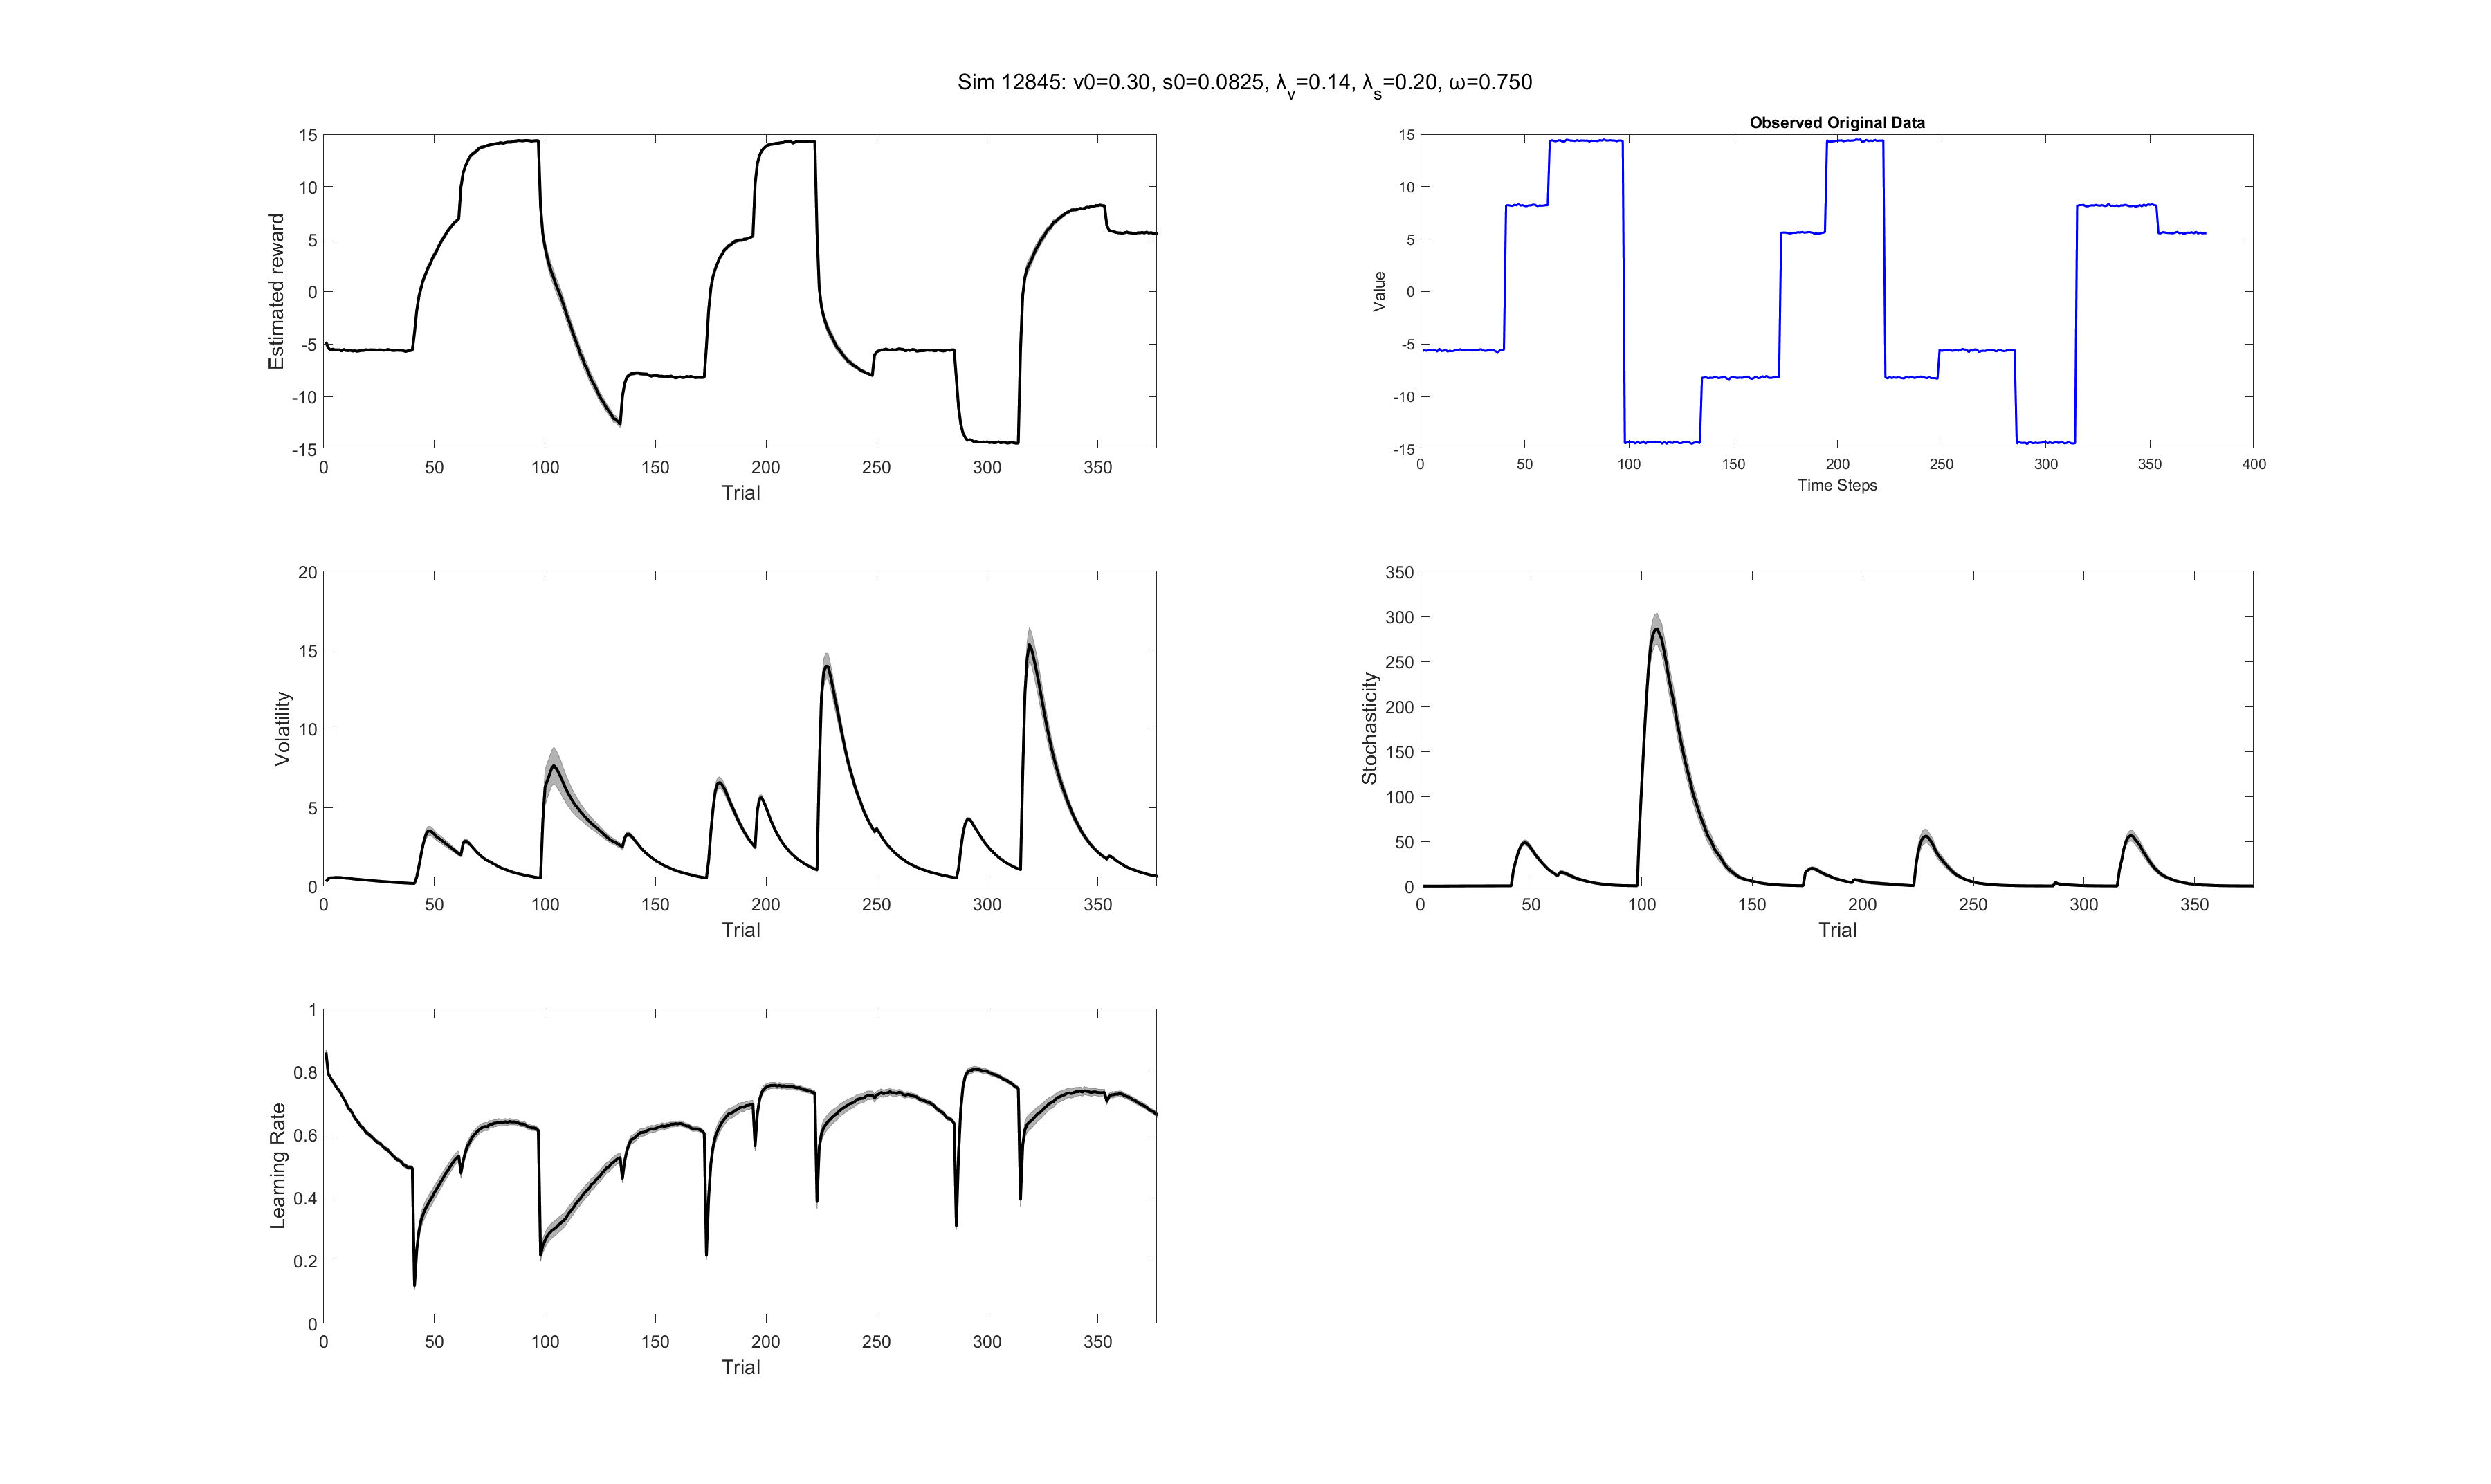 Sim 12845: v0=0.30, s0=0.0825, λv=0.14, λs=0.20, ω=0.750
15
10
5
0
-5
-10
-15
Estimated reward
0 50 100 150 200 250 300 350
Trial
Observed Original Data
15
10
5
0
-5
-10
-15
Value
0 50 100 150 200 250 300 350 400
Time Steps
20
15
10
5
0
Volatility
0 50 100 150 200 250 300 350
Trial
350
300
250
200
150
100
50
0
Stochasticity
0 50 100 150 200 250 300 350
Trial
1
0.8
0.6
0.4
0.2
0
Learning Rate
0 50 100 150 200 250 300 350
Trial